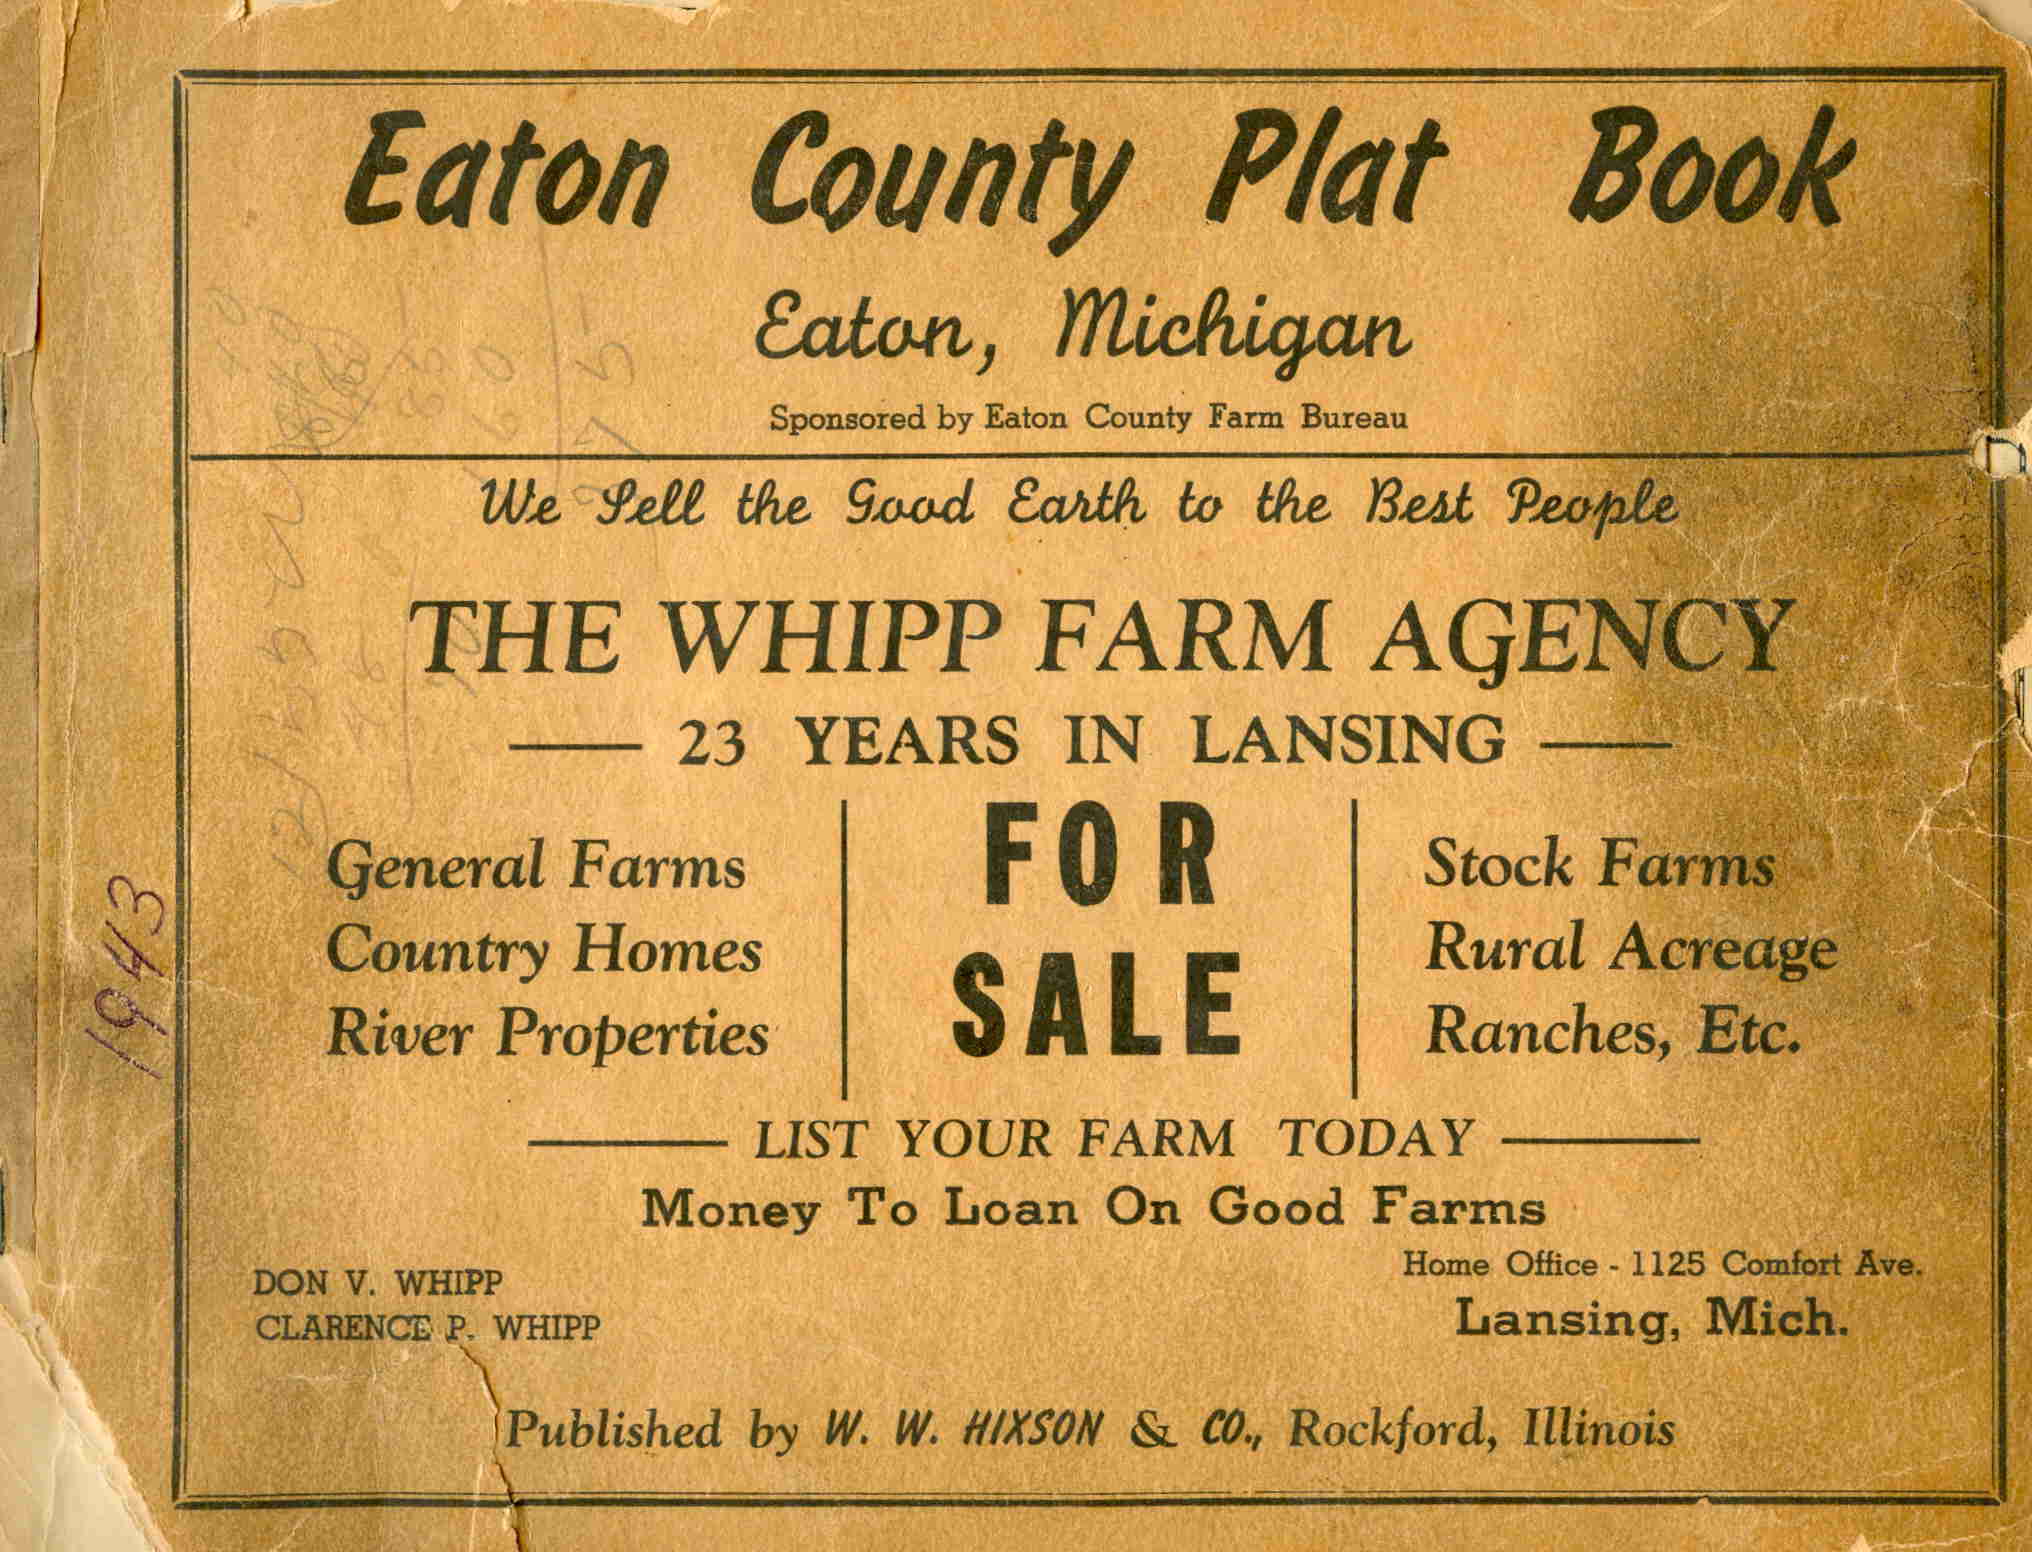 Eaton County Plat Book
Eaton, Michigan
Sponsored by Eaton County Farm Bureau
We Sell the Good Earth to the Best People
THE WHIPP FARM AGENCY
23 YEARS IN LANSING
General Farms
Country Homes
River Properties
FOR
SALE
Stock Farms
Rural Acreage
Ranches, Etc.
LIST YOUR FARM TODAY
Money To Loan On Good Farms
DON V. WHIPP
CLARENCE P. WHIPP
Home Office - 1125 Comfort Ave.
Lansing, Mich.
Published by W. W. HIXSON & CO., Rockford, Illinois
1943